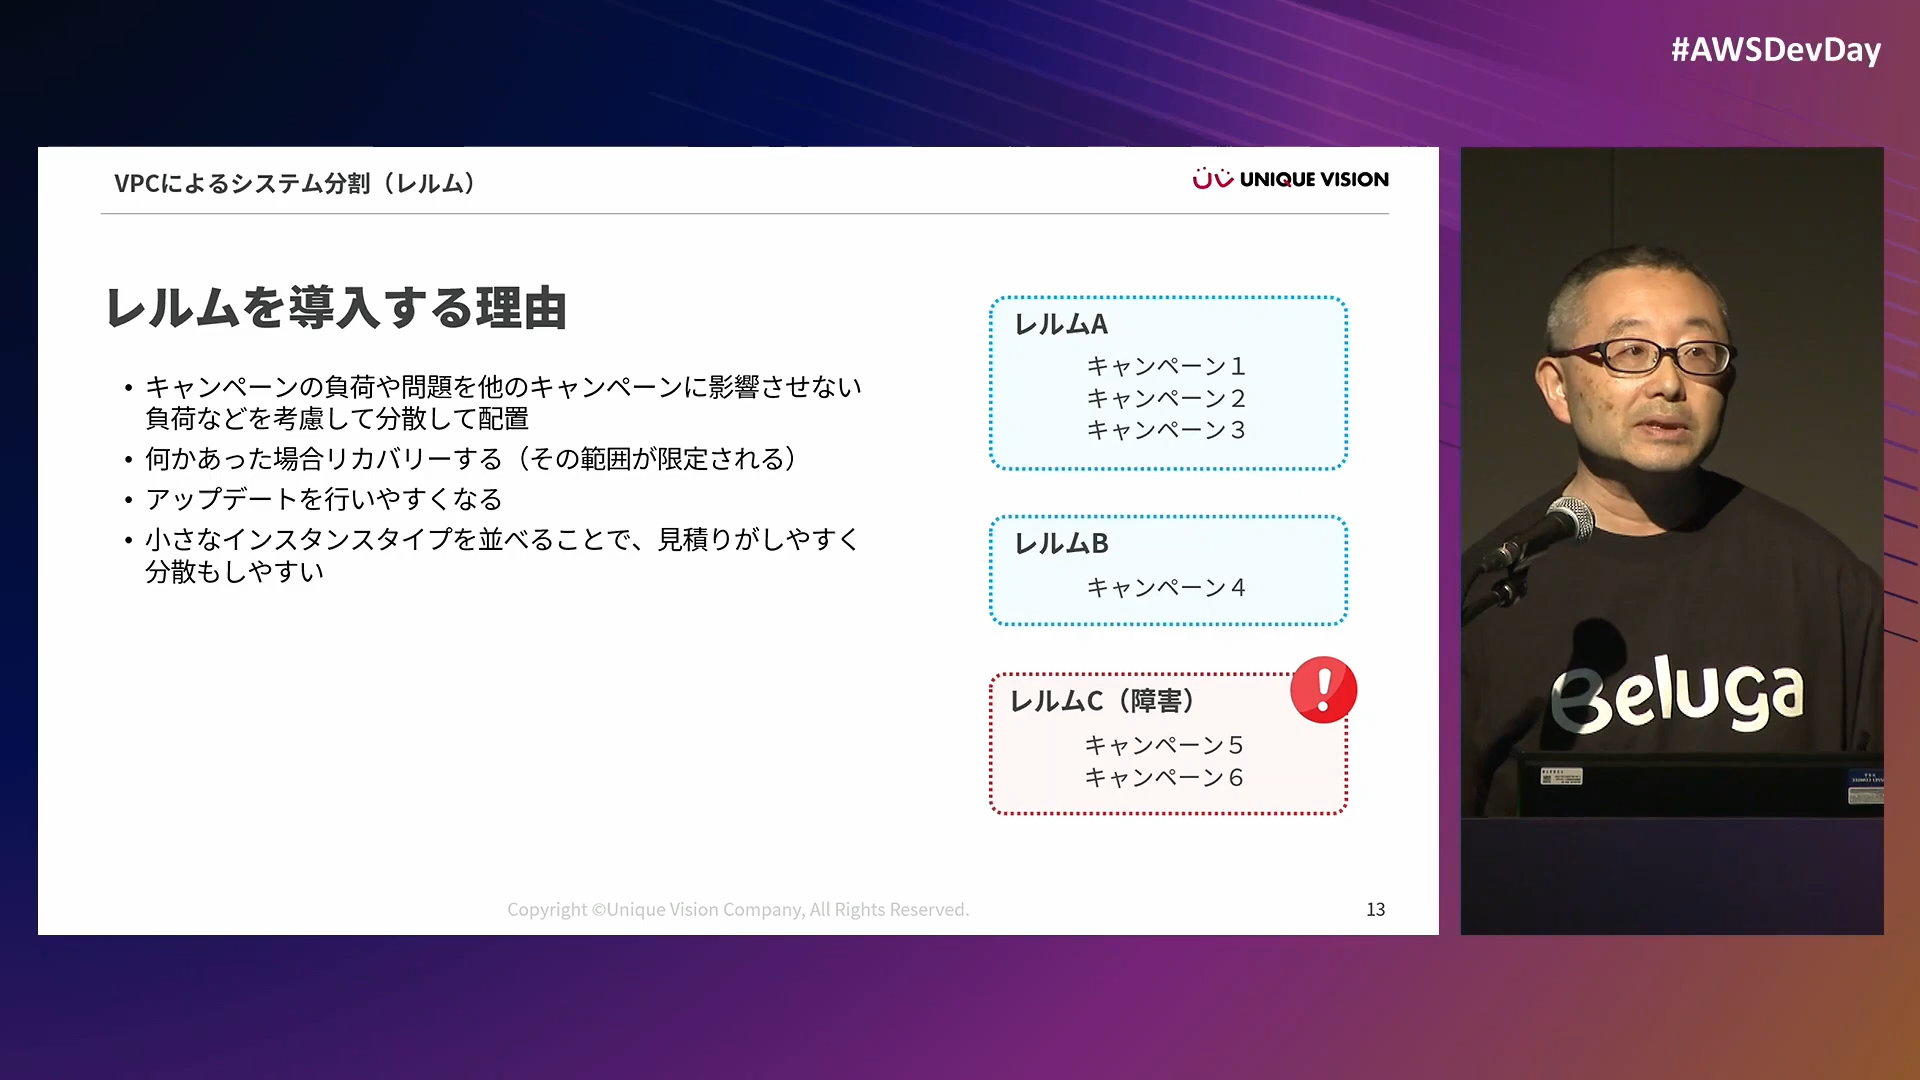 #AWSDevDay
VPCによるシステム分割（レルム）
UNIQUE VISION
レルムを導入する理由
• キャンペーンの負荷や問題を他のキャンペーンに影響させない
負荷などを考慮して分散して配置
• 何かあった場合リカバリーする（その範囲が限定される）
• アップデートを行いやすくなる
• 小さなインスタンスタイプを並べることで、見積りがしやすく
分散もしやすい
レルムA
キャンペーン１
キャンペーン２
キャンペーン３
レルムB
キャンペーン４
レルムC（障害）
キャンペーン５
キャンペーン６
Copyright ©Unique Vision Company, All Rights Reserved.
13
Beluga